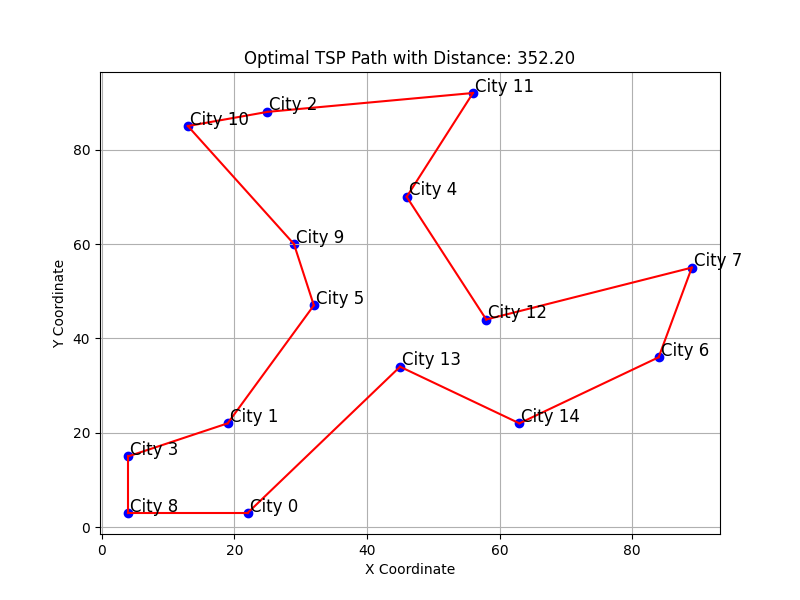 Optimal TSP Path with Distance: 352.20
City 11
City 2
City 10
80
City 4
City 9
60
City 7
City 5
City 12
40
City 13
City 6
City 1
City 14
20
City 3
City 8
City 0
0
Y Coordinate
0
20
40
60
80
X Coordinate